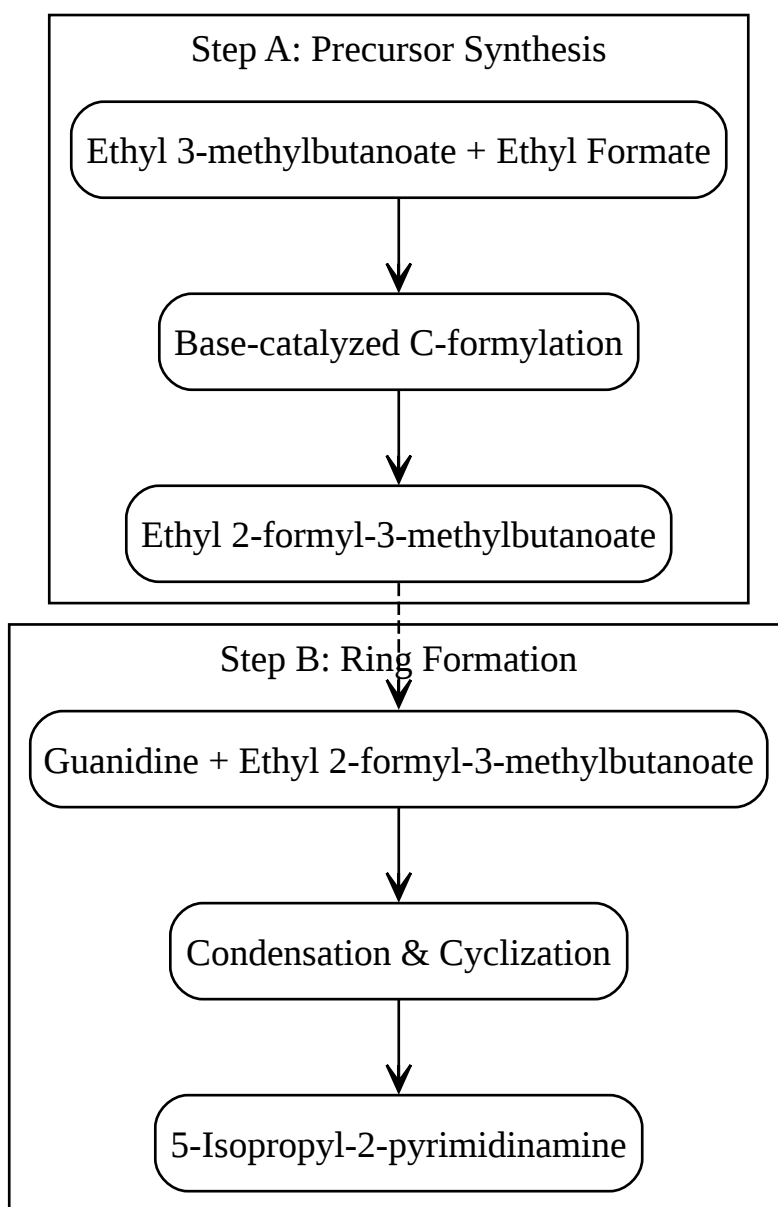 Step A: Precursor Synthesis
Ethyl 3-methylbutanoate + Ethyl Formate
Base-catalyzed C-formylation
Ethyl 2-formyl-3-methylbutanoate
Step B: Ring Formation
Guanidine + Ethyl 2-formyl-3-methylbutanoate
Condensation & Cyclization
5-Isopropyl-2-pyrimidinamine